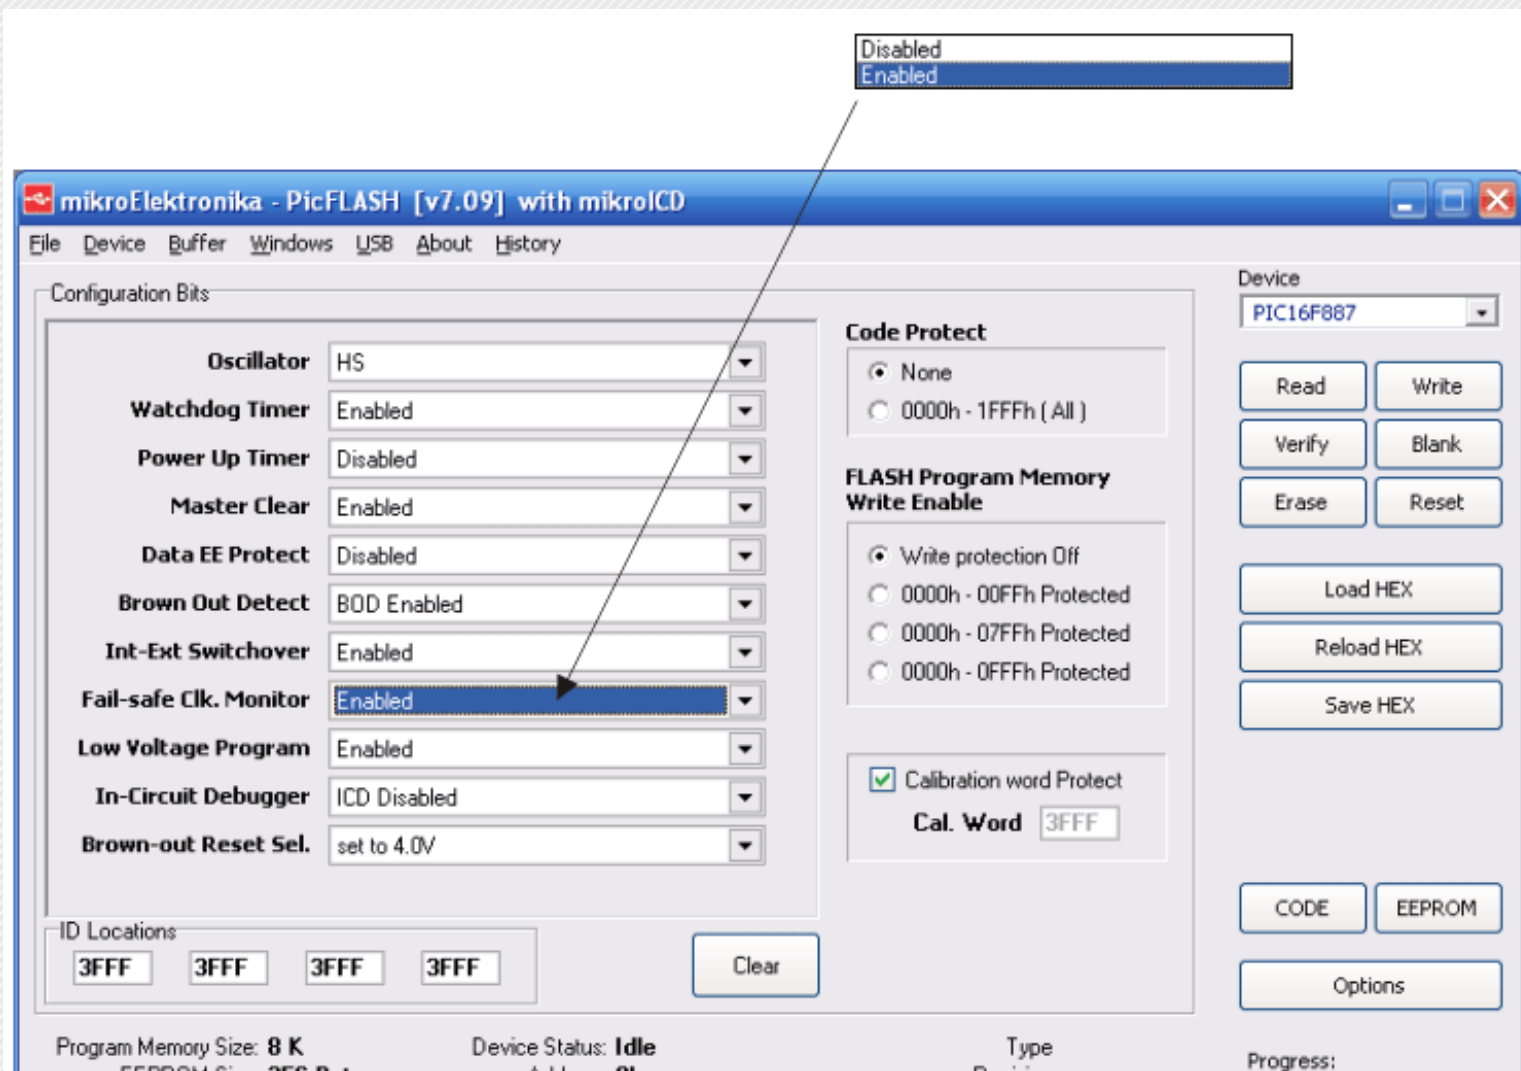 Disabled
Enabled
mikroElektronika - PicFLASH [v7.09] with mikroICD
File Device Buffer Windows USB About History
Configuration Bits
Oscillator HS
Watchdog Timer Enabled
Power Up Timer Disabled
Master Clear Enabled
Data EE Protect Disabled
Brown Out Detect BOD Enabled
Int-Ext Switchover Enabled
Fail-safe Clk. Monitor Enabled
Low Voltage Program Enabled
In-Circuit Debugger ICD Disabled
Brown-out Reset Sel. set to 4.0V
ID Locations
3FFF 3FFF 3FFF 3FFF
Clear
Code Protect
None
0000h - 1FFFh ( All )
FLASH Program Memory
Write Enable
Write protection Off
0000h - 00FFh Protected
0000h - 07FFh Protected
0000h - 0FFFh Protected
Calibration word Protect
Cal. Word 3FFF
Device
PIC16F887
Read Write
Verify Blank
Erase Reset
Load HEX
Reload HEX
Save HEX
CODE EEPROM
Options
Program Memory Size: 8 K Device Status: Idle Type
Progress: